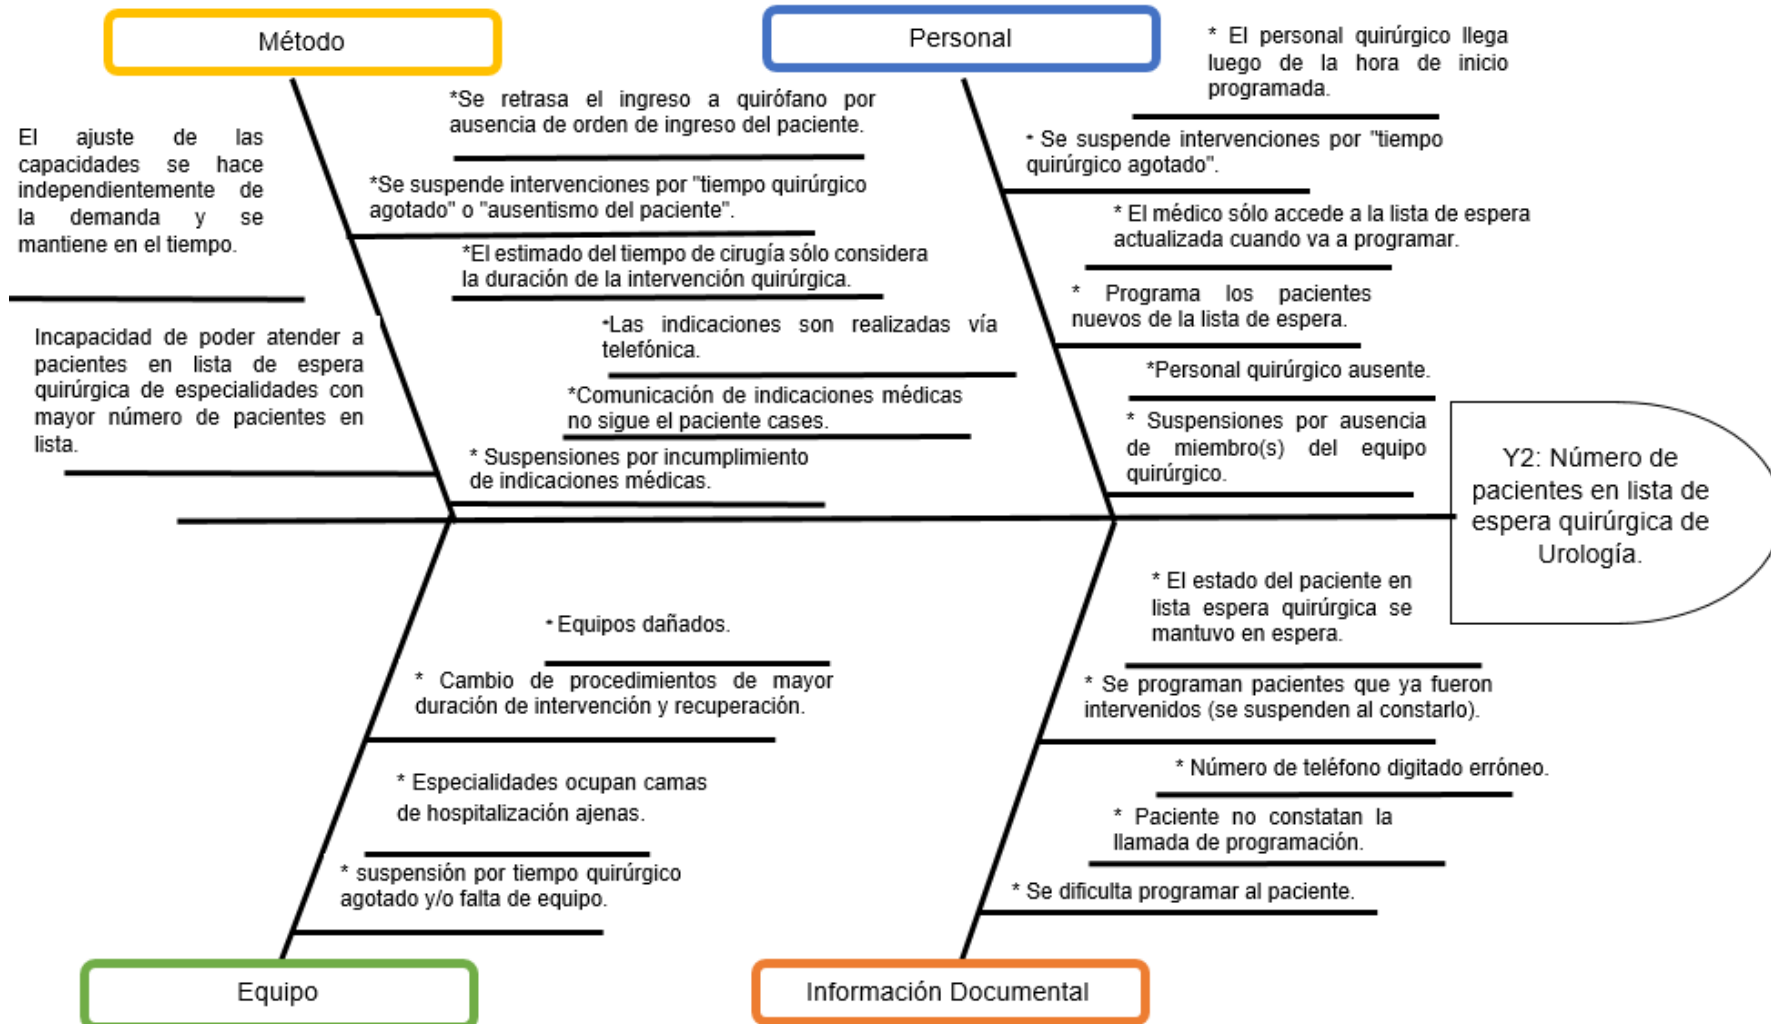 Método
Personal
* El personal quirúrgico llega
luego de la hora de inicio
programada.
*Se retrasa el ingreso a quirófano por
ausencia de orden de ingreso del paciente.
El ajuste de las
capacidades se hace
independientemente de
la demanda y se
mantiene en el tiempo.
* Se suspende intervenciones por "tiempo
quirúrgico agotado".
*Se suspende intervenciones por "tiempo quirúrgico
agotado" o "ausentismo del paciente".
* El médico sólo accede a la lista de espera
actualizada cuando va a programar.
*El estimado del tiempo de cirugía sólo considera
la duración de la intervención quirúrgica.
* Programa los pacientes
nuevos de la lista de espera.
Incapacidad de poder atender a
pacientes en lista de espera
quirúrgica de especialidades con
mayor número de pacientes en
lista.
*Las indicaciones son realizadas vía
telefónica.
*Personal quirúrgico ausente.
*Comunicación de indicaciones médicas
no sigue el paciente cases.
* Suspensiones por ausencia
de miembro(s) del equipo
quirúrgico.
* Suspensiones por incumplimiento
de indicaciones médicas.
Y2: Número de
pacientes en lista de
espera quirúrgica de
Urología.
* El estado del paciente en
lista espera quirúrgica se
mantuvo en espera.
* Equipos dañados.
* Cambio de procedimientos de mayor
duración de intervención y recuperación.
* Se programan pacientes que ya fueron
intervenidos (se suspenden al constarlo).
* Especialidades ocupan camas
de hospitalización ajenas.
* Número de teléfono digitado erróneo.
* Paciente no constatan la
llamada de programación.
* suspensión por tiempo quirúrgico
agotado y/o falta de equipo.
* Se dificulta programar al paciente.
Equipo
Información Documental